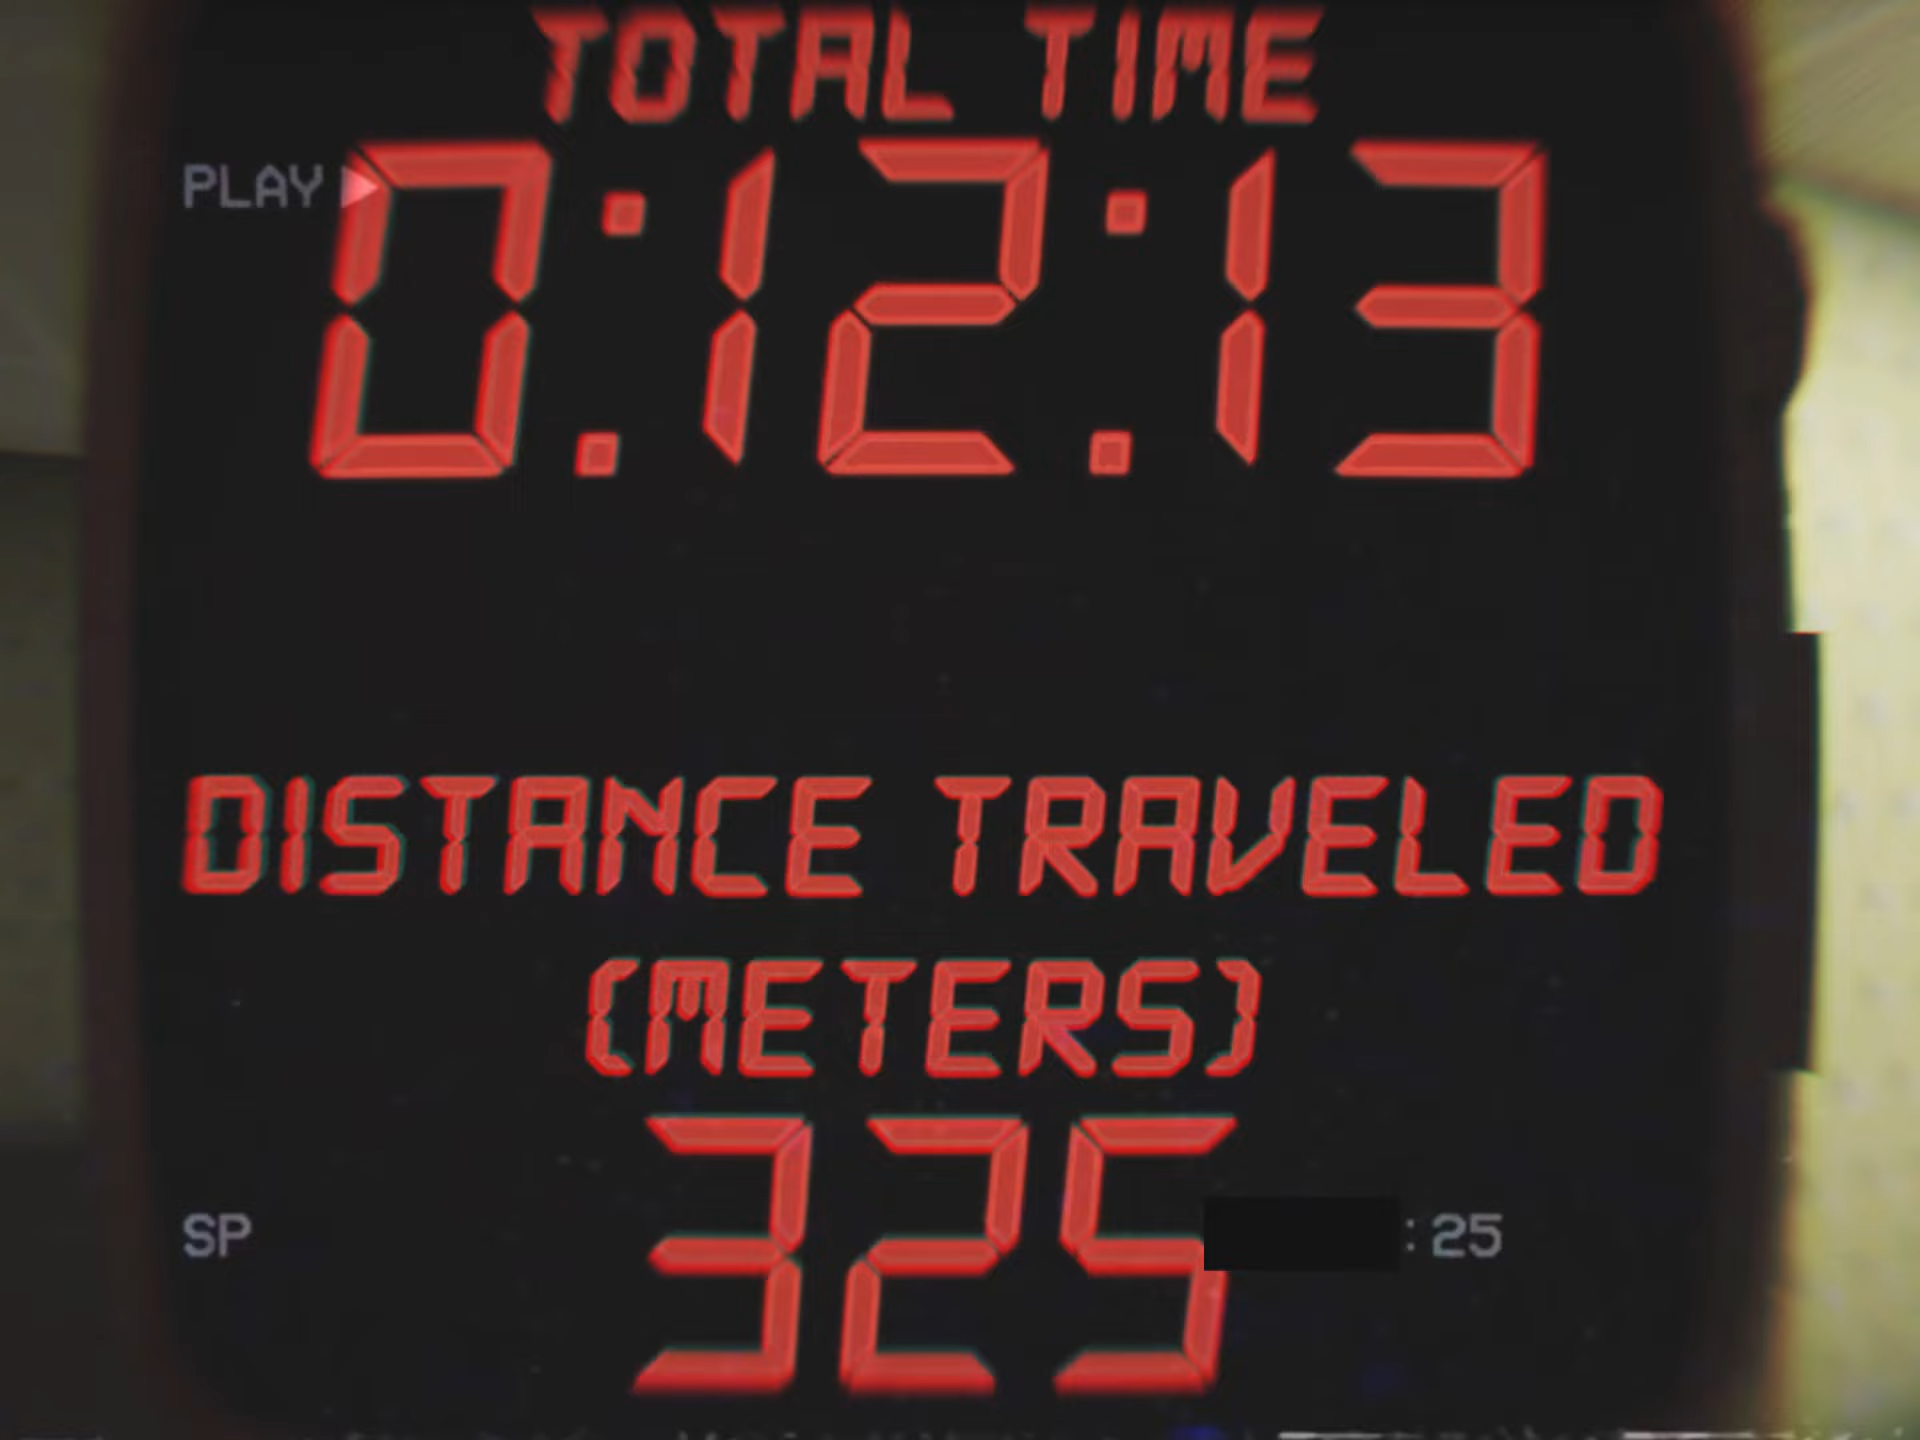 TOTAL TIME
PLAY
0:12:13
DISTANCE TRAVELED
(METERS)
325
SP
:25